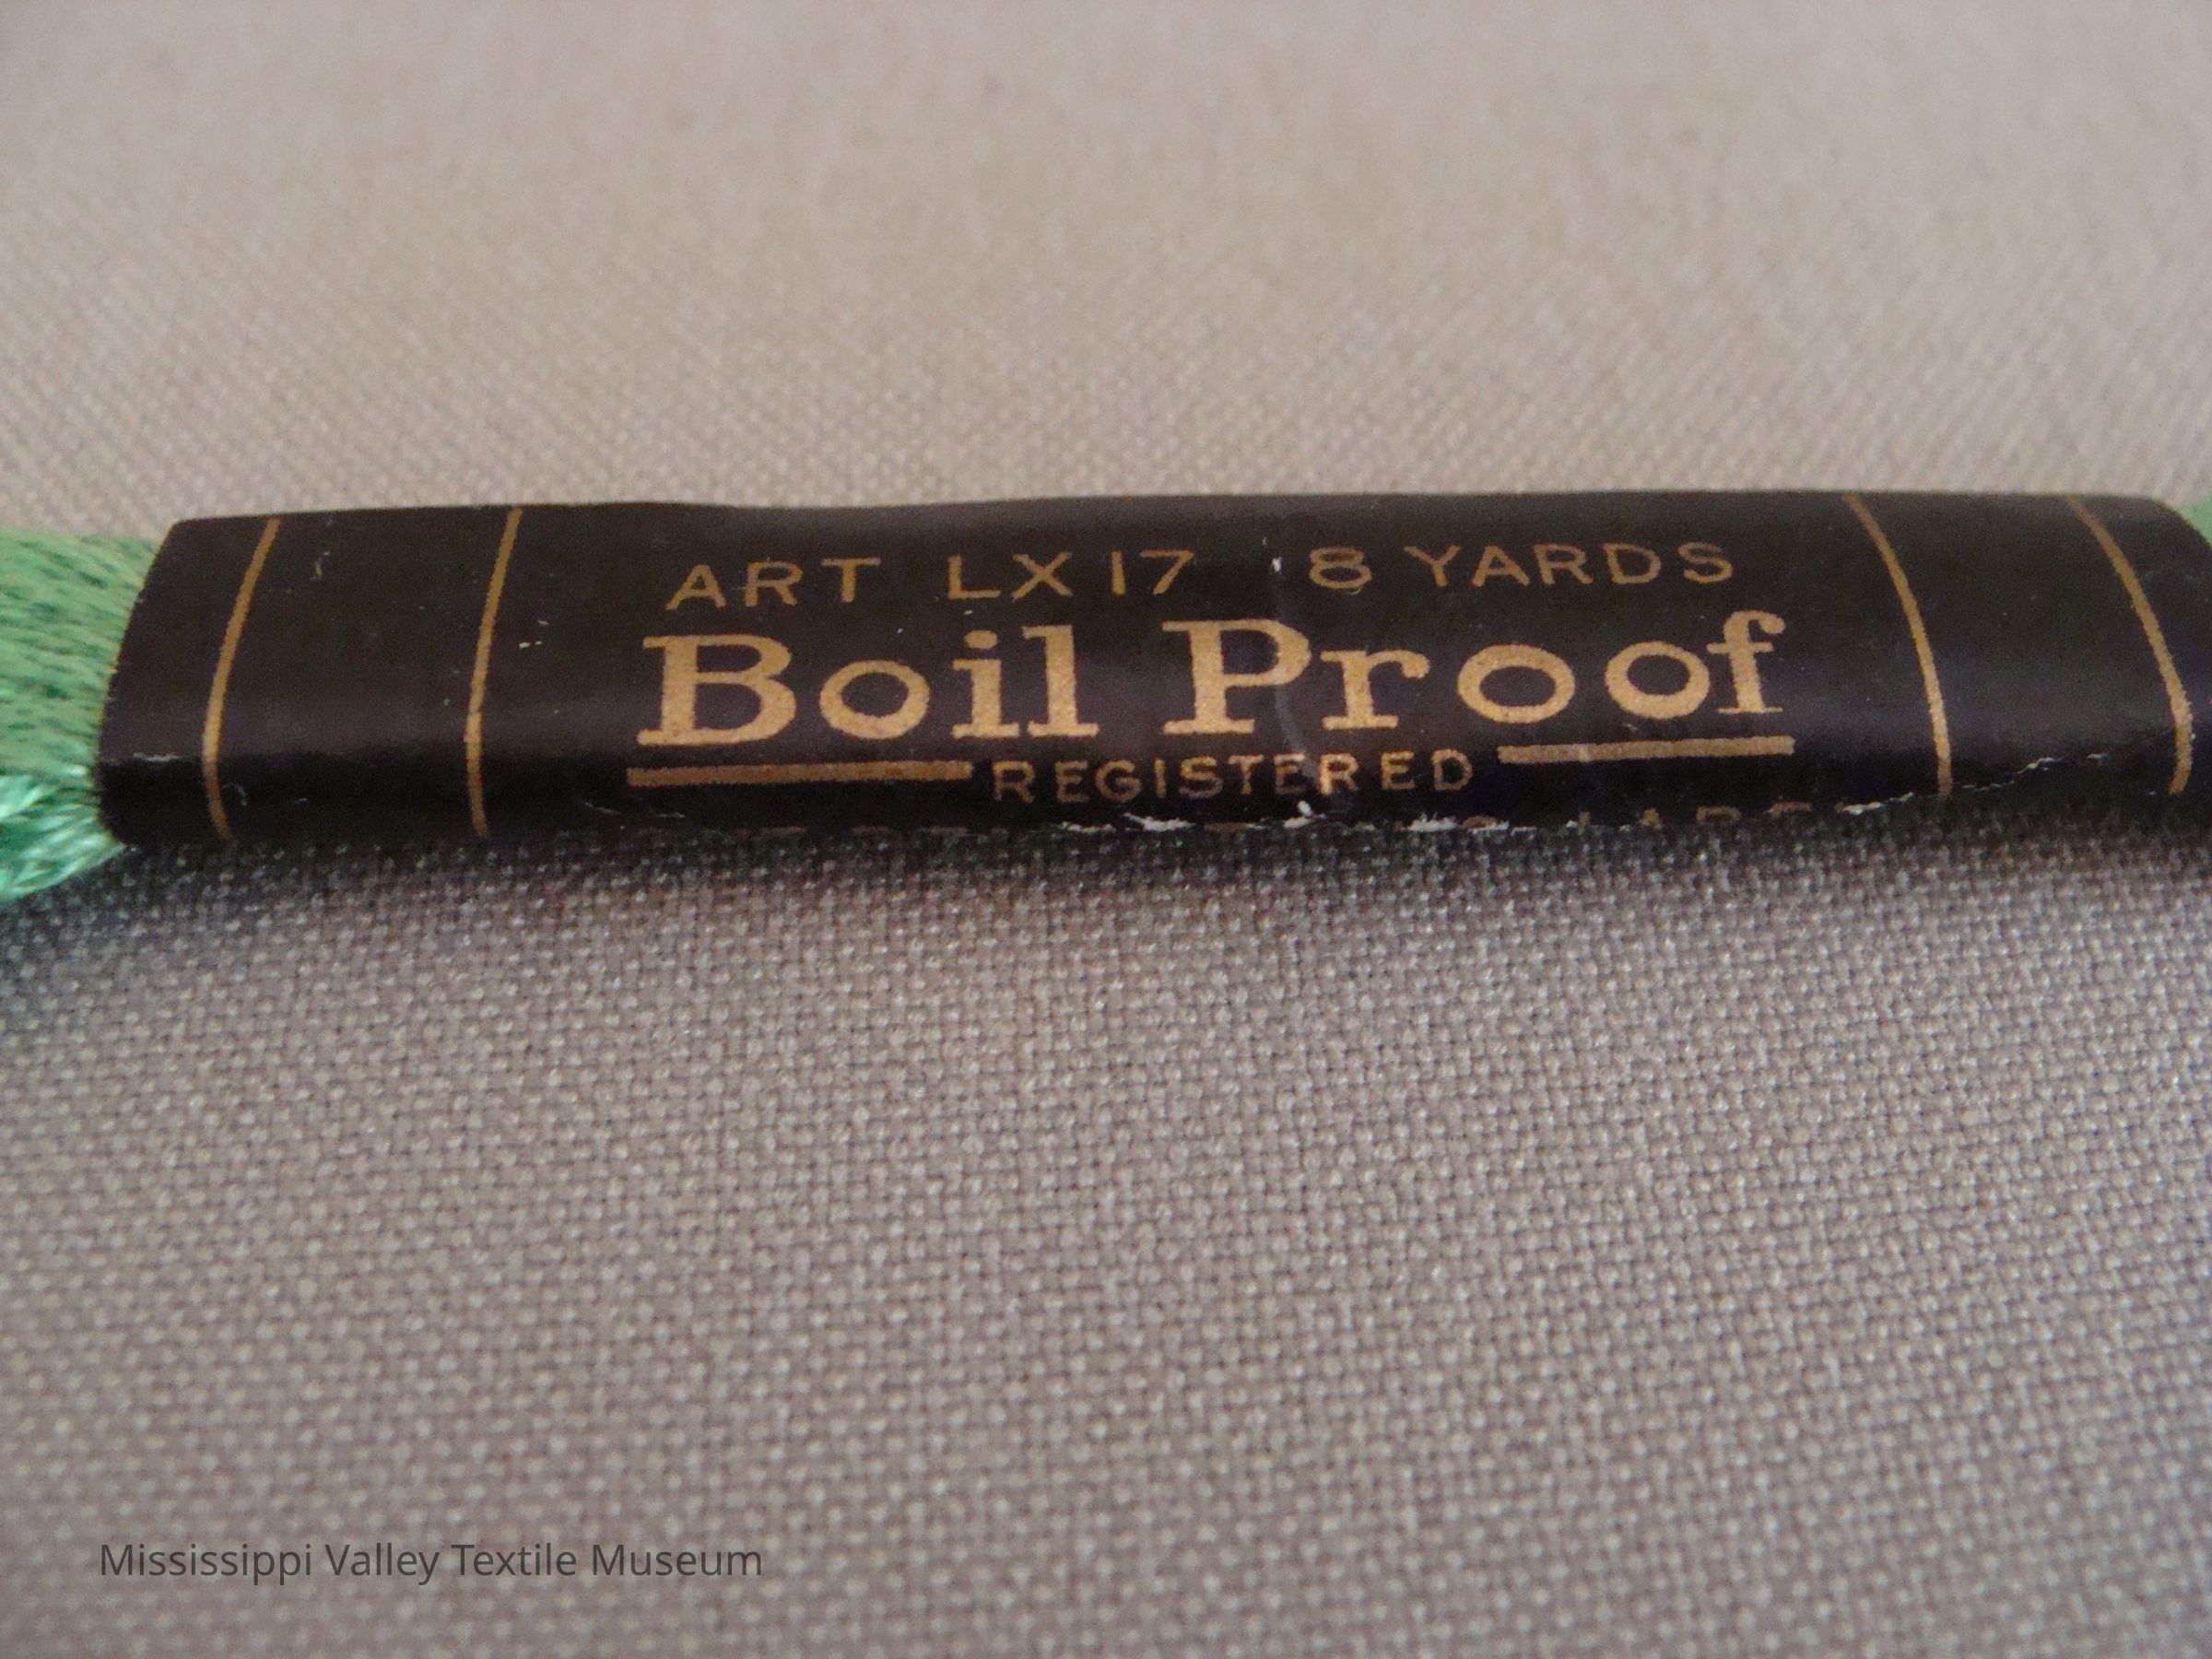 ART LX17 8 YARDS
Boil Proof
REGISTERED
Mississippi Valley Textile Museum